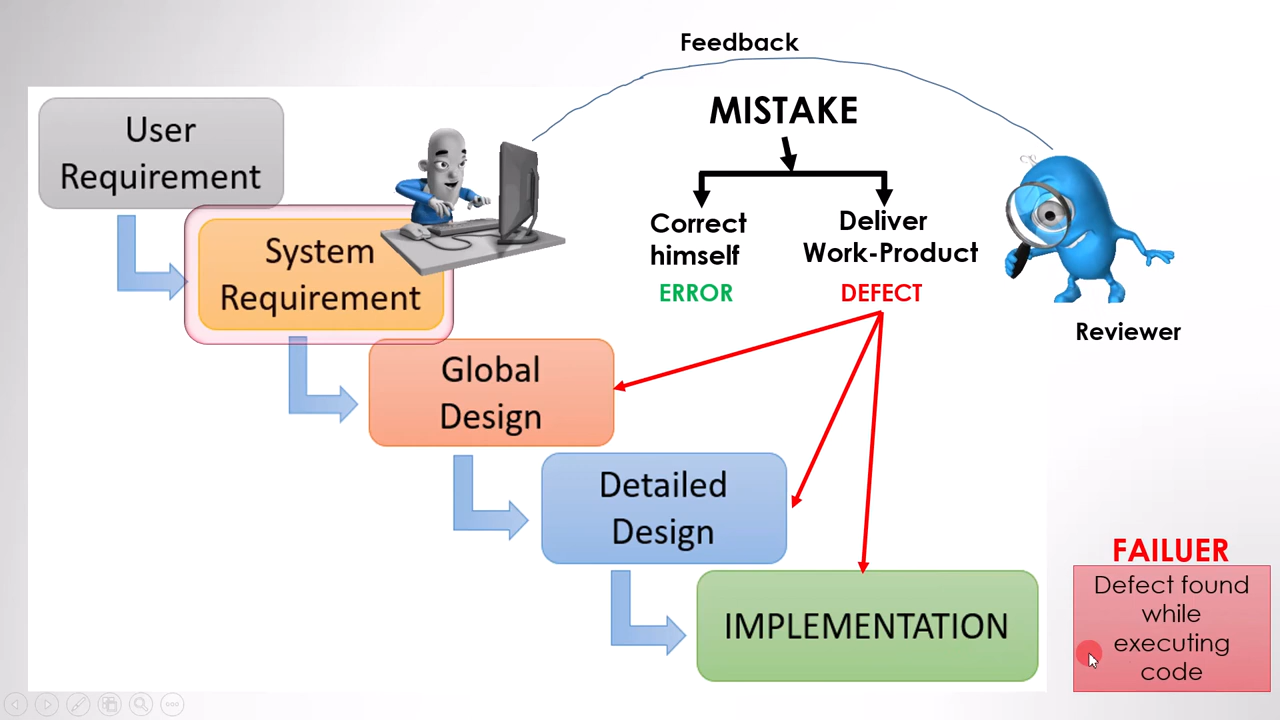 Feedback
MISTAKE
User
Requirement
Correct
himself
ERROR
Deliver
Work-Product
DEFECT
Reviewer
System
Requirement
Global
Design
Detailed
Design
IMPLEMENTATION
FAILUER
Defect found
while
executing
code